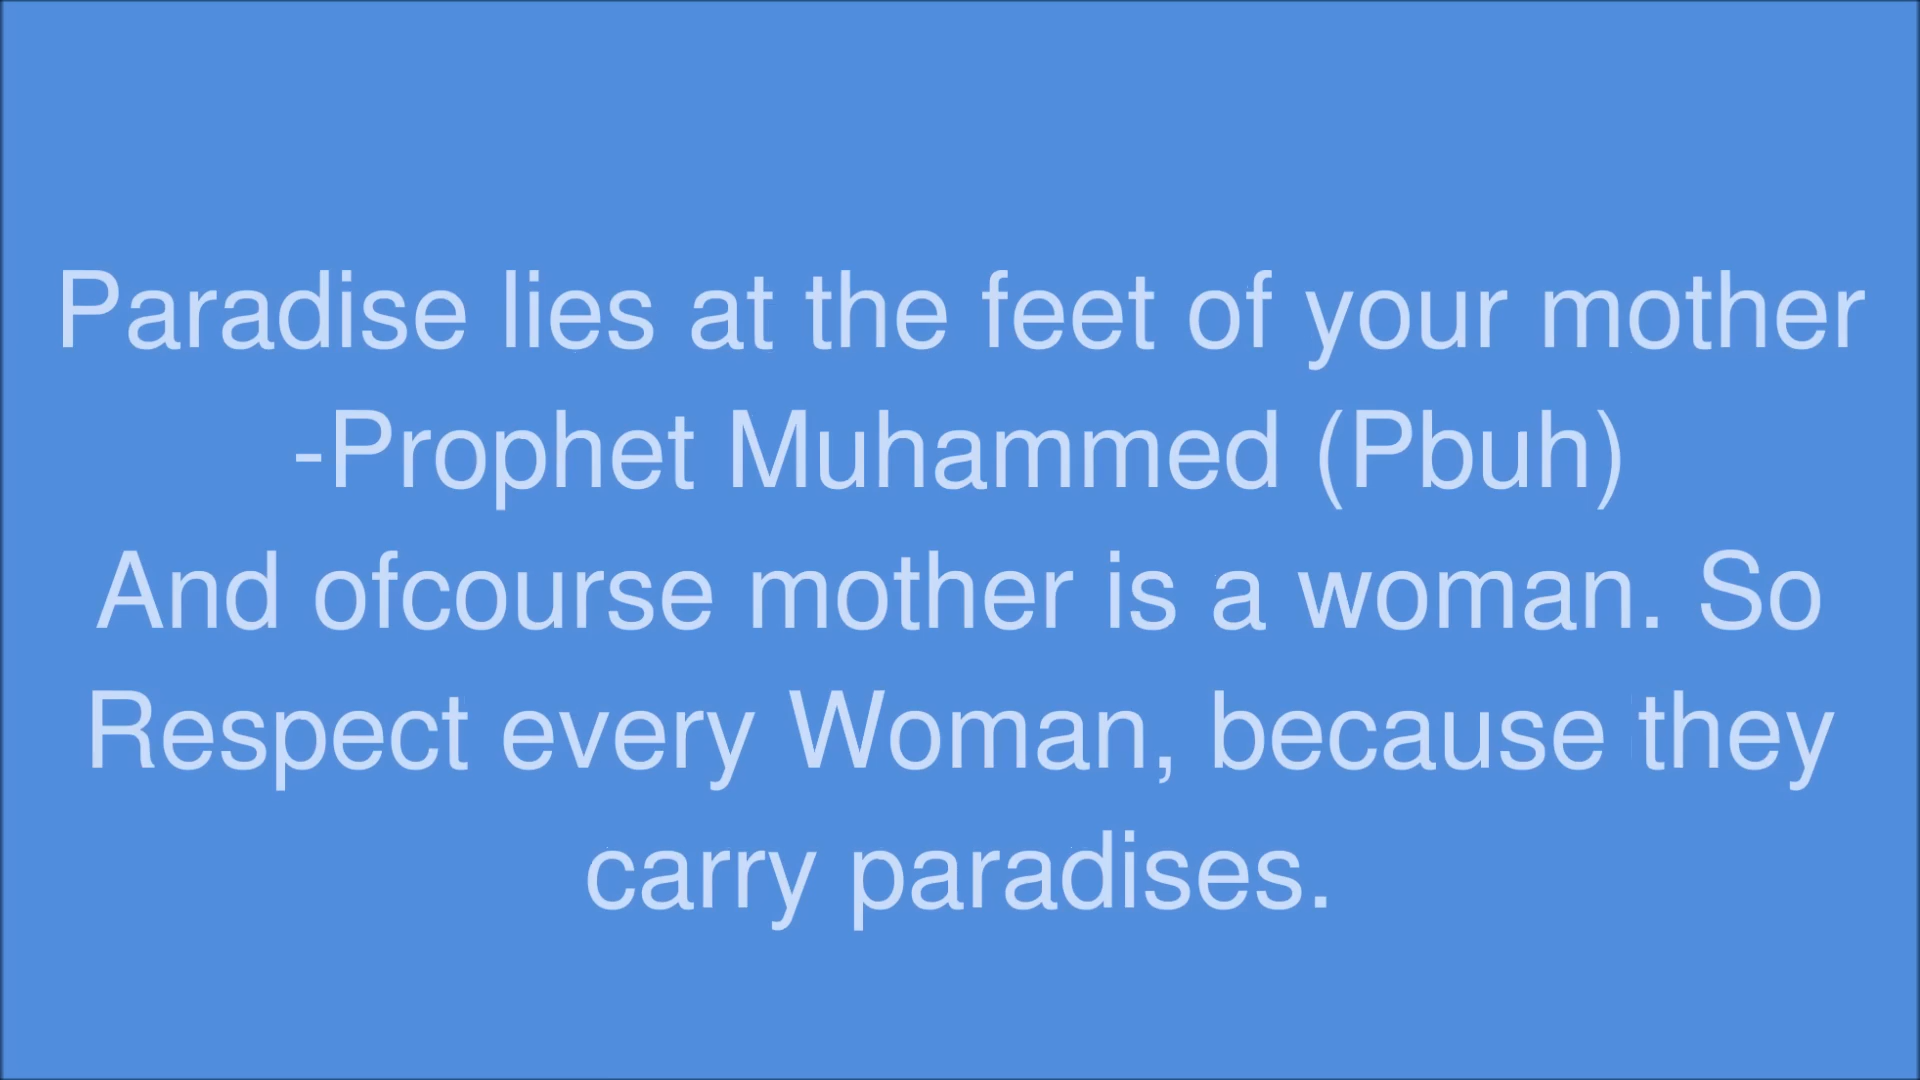 Paradise lies at the feet of your mother
-Prophet Muhammed (Pbuh)
And ofcourse mother is a woman. So
Respect every Woman, because they
carry paradises.